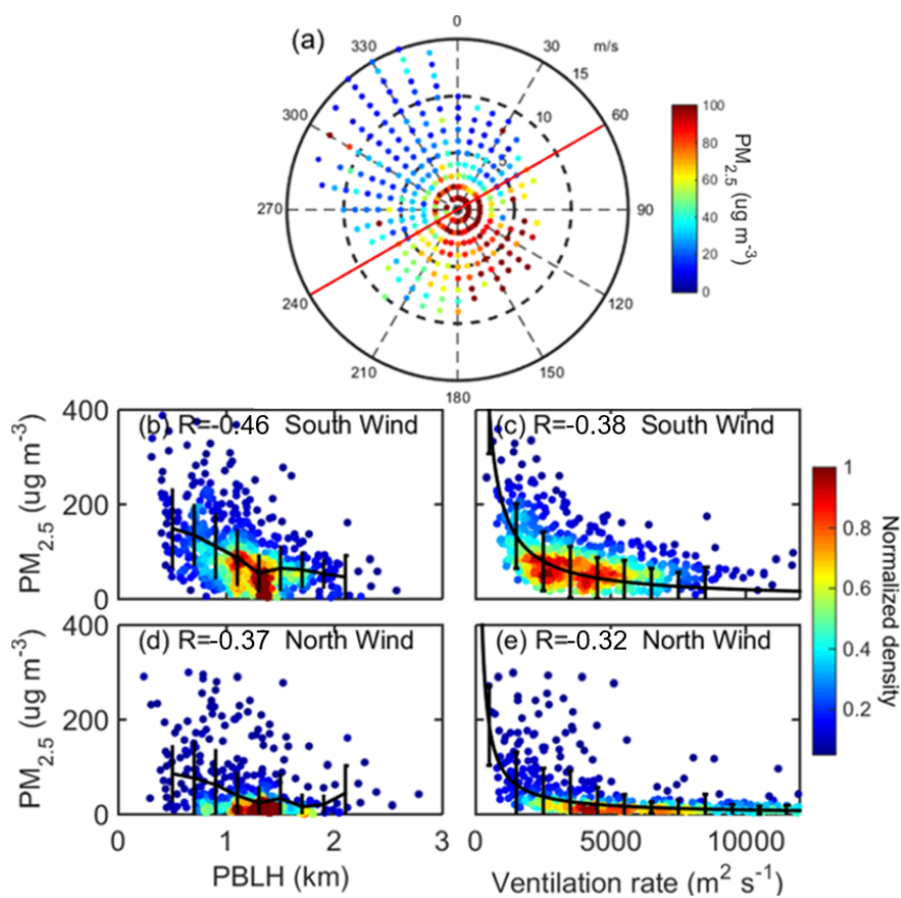 (a)
0
30
m/s
15
10
5
60
90
120
150
180
210
240
270
300
330
100
80
60
40
20
0
PM2.5 (ug m-3)
(b) R=-0.46 South Wind
400
200
0
PM2.5 (ug m-3)
(c) R=-0.38 South Wind
(d) R=-0.37 North Wind
400
200
0
PM2.5 (ug m-3)
(e) R=-0.32 North Wind
0 1 2 3
PBLH (km)
0 5000 10000
Ventilation rate (m2 s-1)
1
0.8
0.6
0.4
0.2
Normalized density